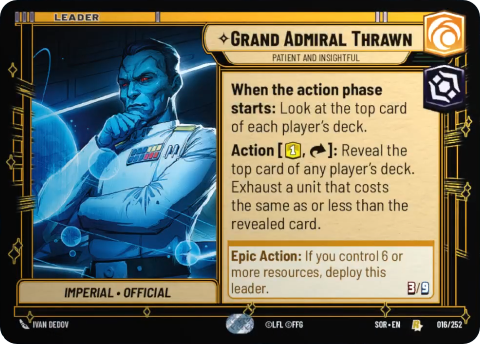 LEADER
GRAND ADMIRAL THRAWN
PATIENT AND INSIGHTFUL
When the action phase
starts: Look at the top card
of each player's deck.
Action [1, ]: Reveal the
top card of any player's deck.
Exhaust a unit that costs
the same as or less than the
revealed card.
Epic Action: If you control 6 or
more resources, deploy this
leader.
3/9
IMPERIAL • OFFICIAL
IVAN DEDOV
©LFL ©FFG
SOR • EN
R
016/252